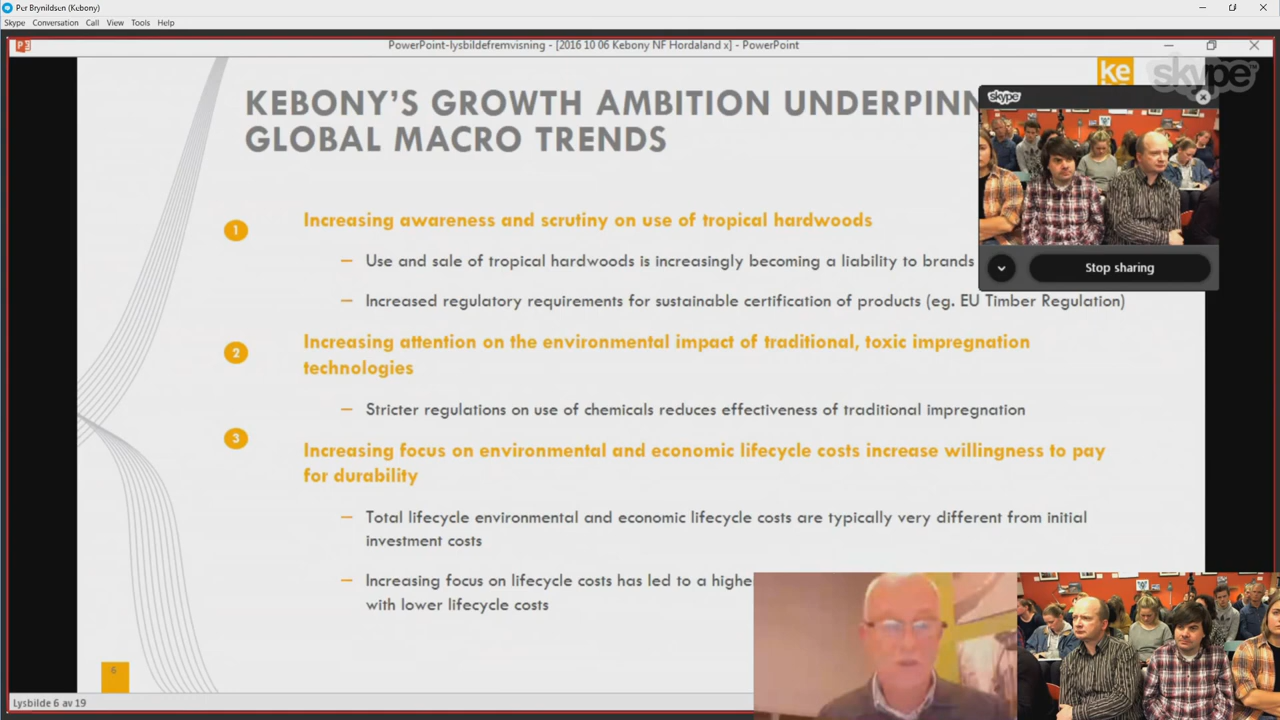 Per Brynildsen (Kebony)
Skype Conversation Call View Tools Help
PowerPoint-lysbildefremvisning - [2016 10 06 Kebony NF Hordaland x] - PowerPoint
ke
skype™
KEBONY'S GROWTH AMBITION UNDERPINN
GLOBAL MACRO TRENDS
skype
Stop sharing
1
Increasing awareness and scrutiny on use of tropical hardwoods
– Use and sale of tropical hardwoods is increasingly becoming a liability to brands
– Increased regulatory requirements for sustainable certification of products (eg. EU Timber Regulation)
2
Increasing attention on the environmental impact of traditional, toxic impregnation
technologies
– Stricter regulations on use of chemicals reduces effectiveness of traditional impregnation
3
Increasing focus on environmental and economic lifecycle costs increase willingness to pay
for durability
– Total lifecycle environmental and economic lifecycle costs are typically very different from initial
investment costs
– Increasing focus on lifecycle costs has led to a highe
with lower lifecycle costs
6
Lysbilde 6 av 19